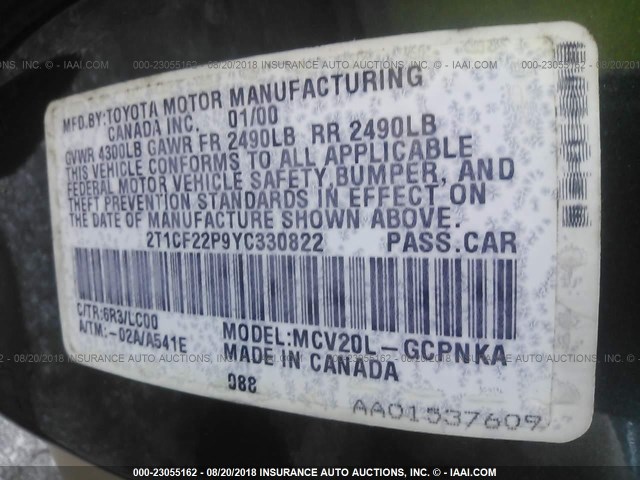 000-23055162 - 08/20/2018 - INSURANCE AUTO AUCTIONS, INC. - © IAAI.COM
MFD.BY:TOYOTA MOTOR MANUFACTURING
CANADA INC. 01/00
GVWR 4300LB GAWR FR 2490LB RR 2490LB
THIS VEHICLE CONFORMS TO ALL APPLICABLE
FEDERAL MOTOR VEHICLE SAFETY, BUMPER, AND
THEFT PREVENTION STANDARDS IN EFFECT ON
THE DATE OF MANUFACTURE SHOWN ABOVE.
2T1CF22P9YC330822 PASS.CAR
C/TR:6R3/LC00
A/TM:-02A/A541E
MODEL:MCV20L-GCPNKA
MADE IN CANADA
088
AA01537609
000-23055162 - 08/20/2018 - INSURANCE AUTO AUCTIONS, INC. - © IAAI.COM